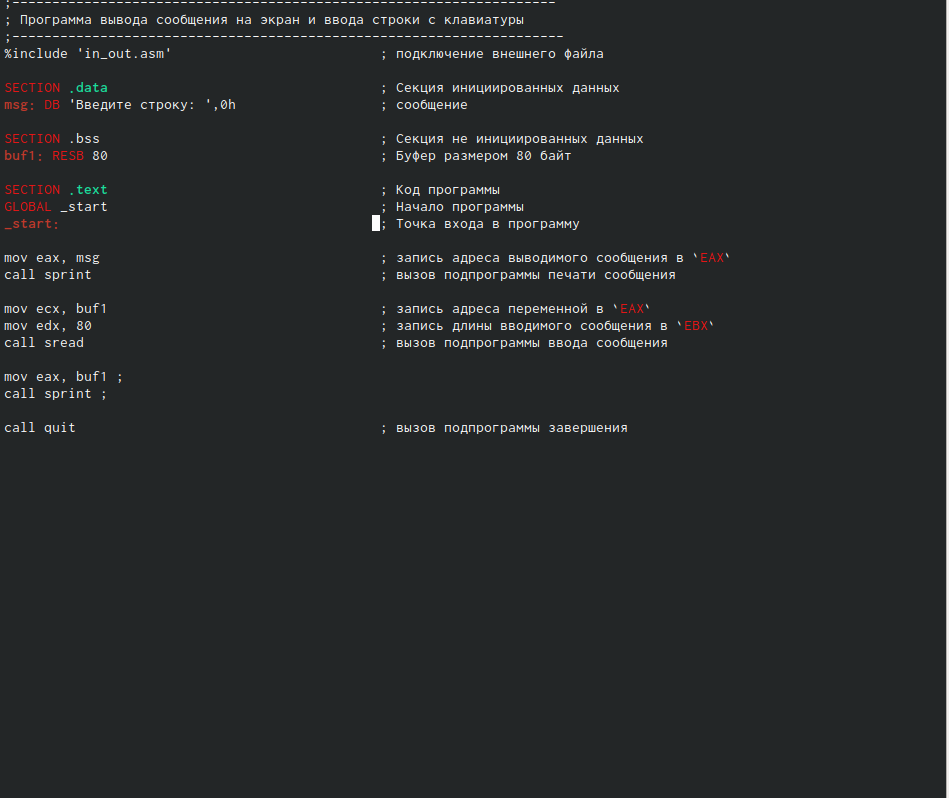 ;--------------------------------------------------------------------
; Программа вывода сообщения на экран и ввода строки с клавиатуры
;---------------------------------------------------------------------
%include 'in_out.asm' ; подключение внешнего файла
SECTION .data ; Секция инициированных данных
msg: DB 'Введите строку: ',0h ; сообщение
SECTION .bss ; Секция не инициированных данных
buf1: RESB 80 ; Буфер размером 80 байт
SECTION .text ; Код программы
GLOBAL _start ; Начало программы
_start: ; Точка входа в программу
mov eax, msg ; запись адреса выводимого сообщения в `EAX`
call sprint ; вызов подпрограммы печати сообщения
mov ecx, buf1 ; запись адреса переменной в `EAX`
mov edx, 80 ; запись длины вводимого сообщения в `EBX`
call sread ; вызов подпрограммы ввода сообщения
mov eax, buf1 ;
call sprint ;
call quit ; вызов подпрограммы завершения